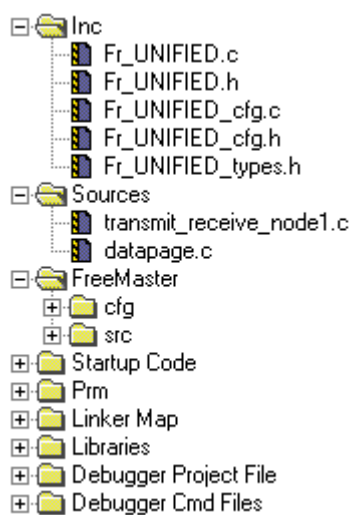 Inc
Fr_UNIFIED.c
Fr_UNIFIED.h
Fr_UNIFIED_cfg.c
Fr_UNIFIED_cfg.h
Fr_UNIFIED_types.h
Sources
transmit_receive_node1.c
datapage.c
FreeMaster
cfg
src
Startup Code
Prm
Linker Map
Libraries
Debugger Project File
Debugger Cmd Files